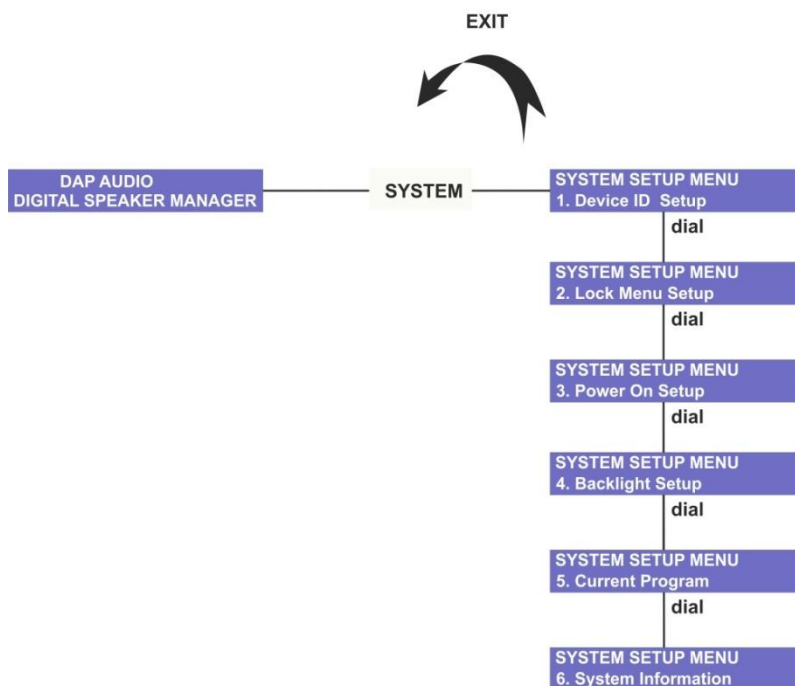 EXIT
DAP AUDIO
DIGITAL SPEAKER MANAGER
SYSTEM
SYSTEM SETUP MENU
1. Device ID Setup
dial
SYSTEM SETUP MENU
2. Lock Menu Setup
dial
SYSTEM SETUP MENU
3. Power On Setup
dial
SYSTEM SETUP MENU
4. Backlight Setup
dial
SYSTEM SETUP MENU
5. Current Program
dial
SYSTEM SETUP MENU
6. System Information